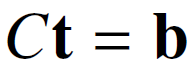 Ct = b